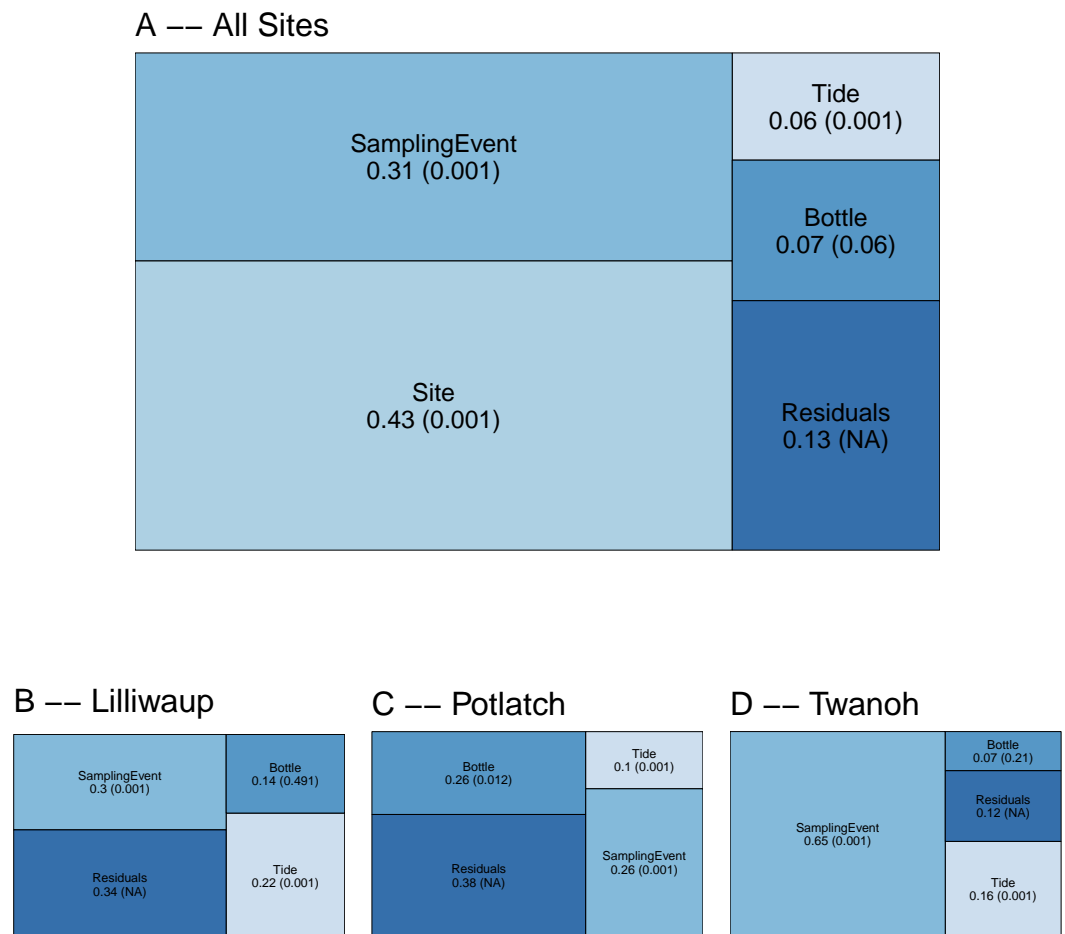 A −− All Sites
SamplingEvent
0.31 (0.001)
Site
0.43 (0.001)
Tide
0.06 (0.001)
Bottle
0.07 (0.06)
Residuals
0.13 (NA)
B −− Lilliwaup
SamplingEvent
0.3 (0.001)
Residuals
0.34 (NA)
Bottle
0.14 (0.491)
Tide
0.22 (0.001)
C −− Potlatch
Bottle
0.26 (0.012)
Residuals
0.38 (NA)
Tide
0.1 (0.001)
SamplingEvent
0.26 (0.001)
D −− Twanoh
SamplingEvent
0.65 (0.001)
Bottle
0.07 (0.21)
Residuals
0.12 (NA)
Tide
0.16 (0.001)